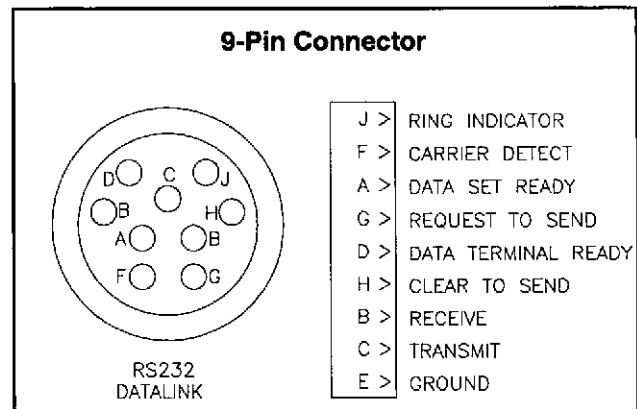 9-Pin Connector
D C J
B H
A B
F G
RS232
DATALINK
J > RING INDICATOR
F > CARRIER DETECT
A > DATA SET READY
G > REQUEST TO SEND
D > DATA TERMINAL READY
H > CLEAR TO SEND
B > RECEIVE
C > TRANSMIT
E > GROUND